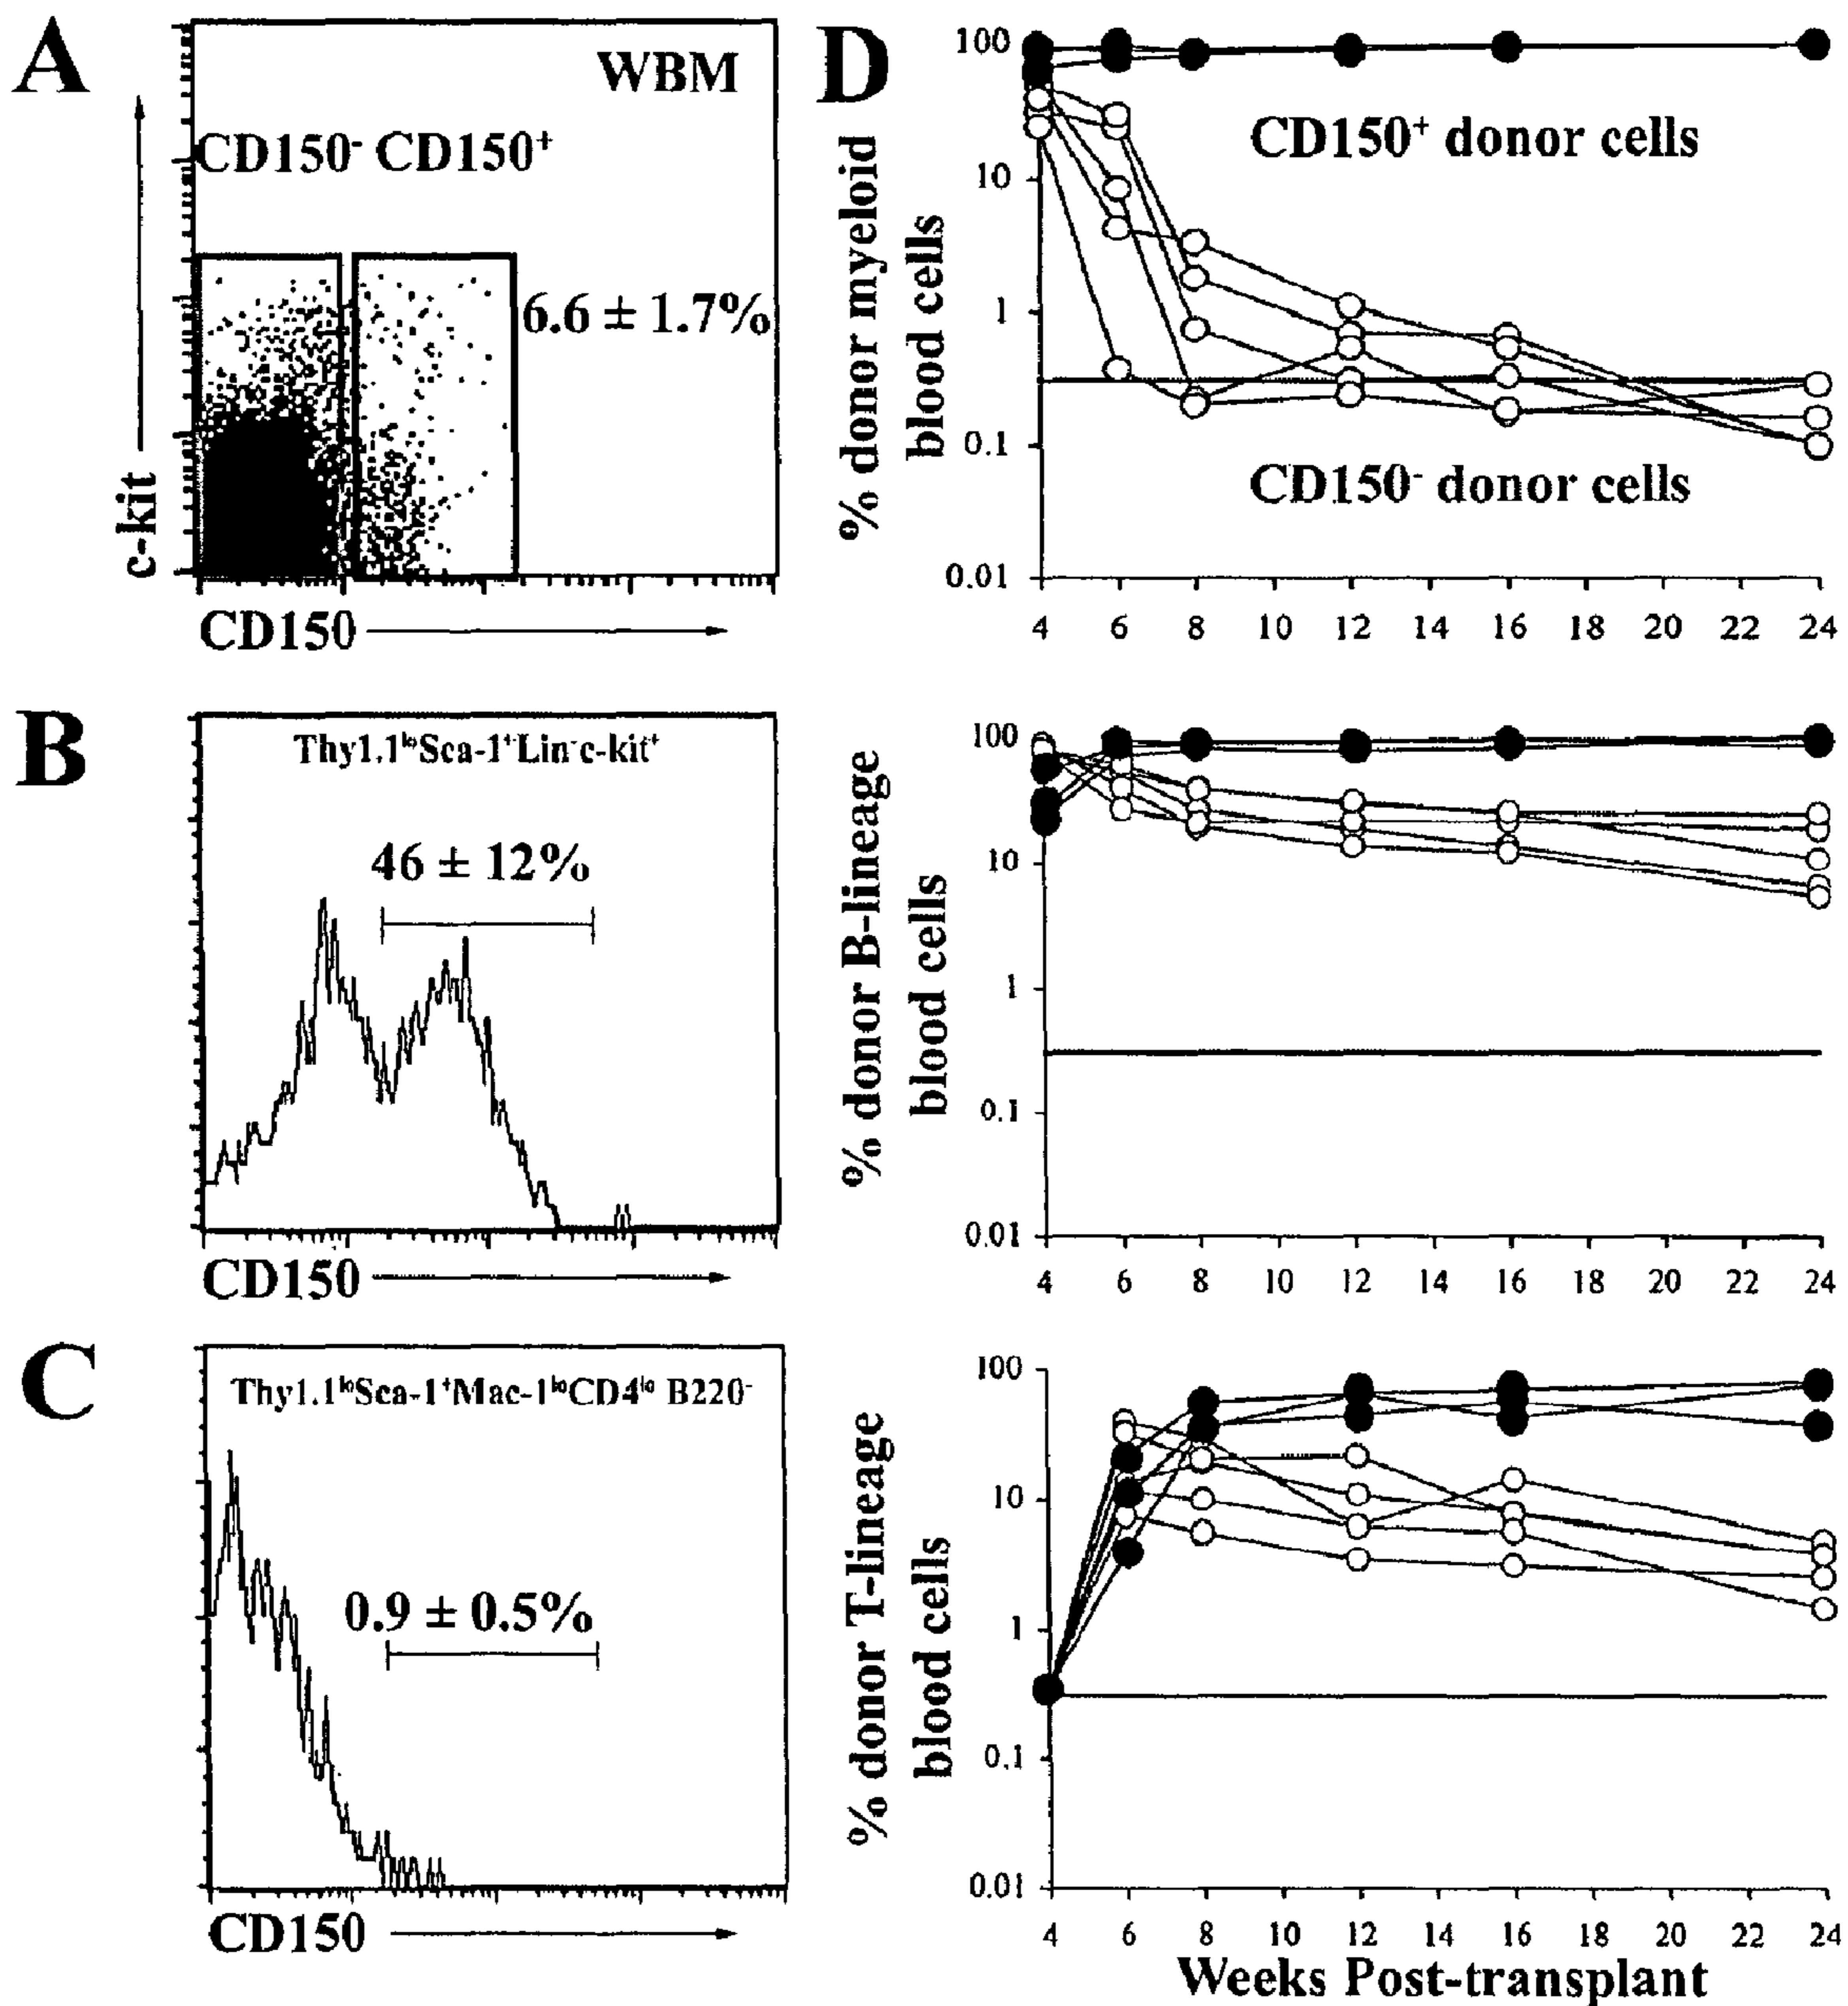 A
WBM
CD150⁻ CD150⁺
6.6 ± 1.7%
c-kit
CD150
B
Thy1.1ˡᵒSca-1⁺Lin⁻c-kit⁺
46 ± 12%
CD150
C
Thy1.1ˡᵒSca-1⁺Mac-1ˡᵒCD4ˡᵒ B220⁻
0.9 ± 0.5%
CD150
D
% donor myeloid
blood cells
100
10
1
0.1
0.01
CD150⁺ donor cells
CD150⁻ donor cells
4 6 8 10 12 14 16 18 20 22 24
% donor B-lineage
blood cells
100
10
1
0.1
0.01
4 6 8 10 12 14 16 18 20 22 24
% donor T-lineage
blood cells
100
10
1
0.1
0.01
4 6 8 10 12 14 16 18 20 22 24
Weeks Post-transplant